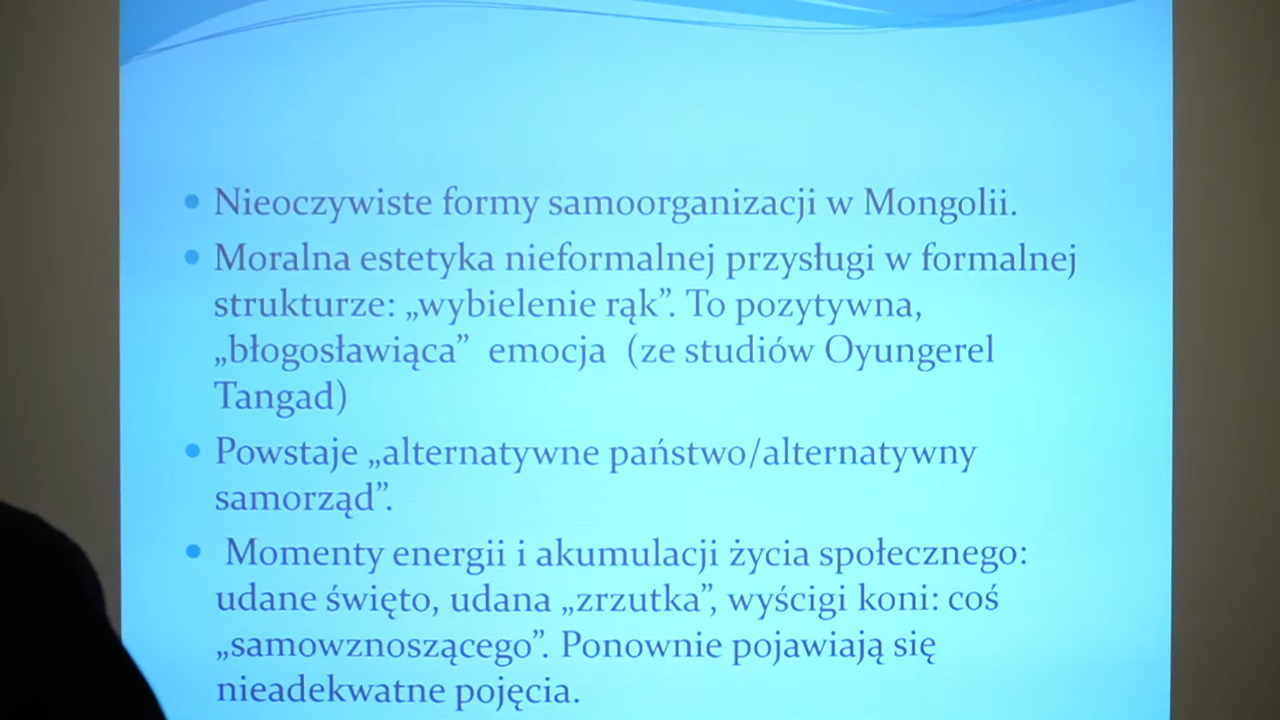 • Nieoczywiste formy samoorganizacji w Mongolii.
• Moralna estetyka nieformalnej przysługi w formalnej
strukturze: „wybielenie rąk”. To pozytywna,
„błogosławiąca” emocja (ze studiów Oyungerel
Tangad)
• Powstaje „alternatywne państwo/alternatywny
samorząd”.
• Momenty energii i akumulacji życia społecznego:
udane święto, udana „zrzutka”, wyścigi koni: coś
„samowznoszącego”. Ponownie pojawiają się
nieadekwatne pojęcia.